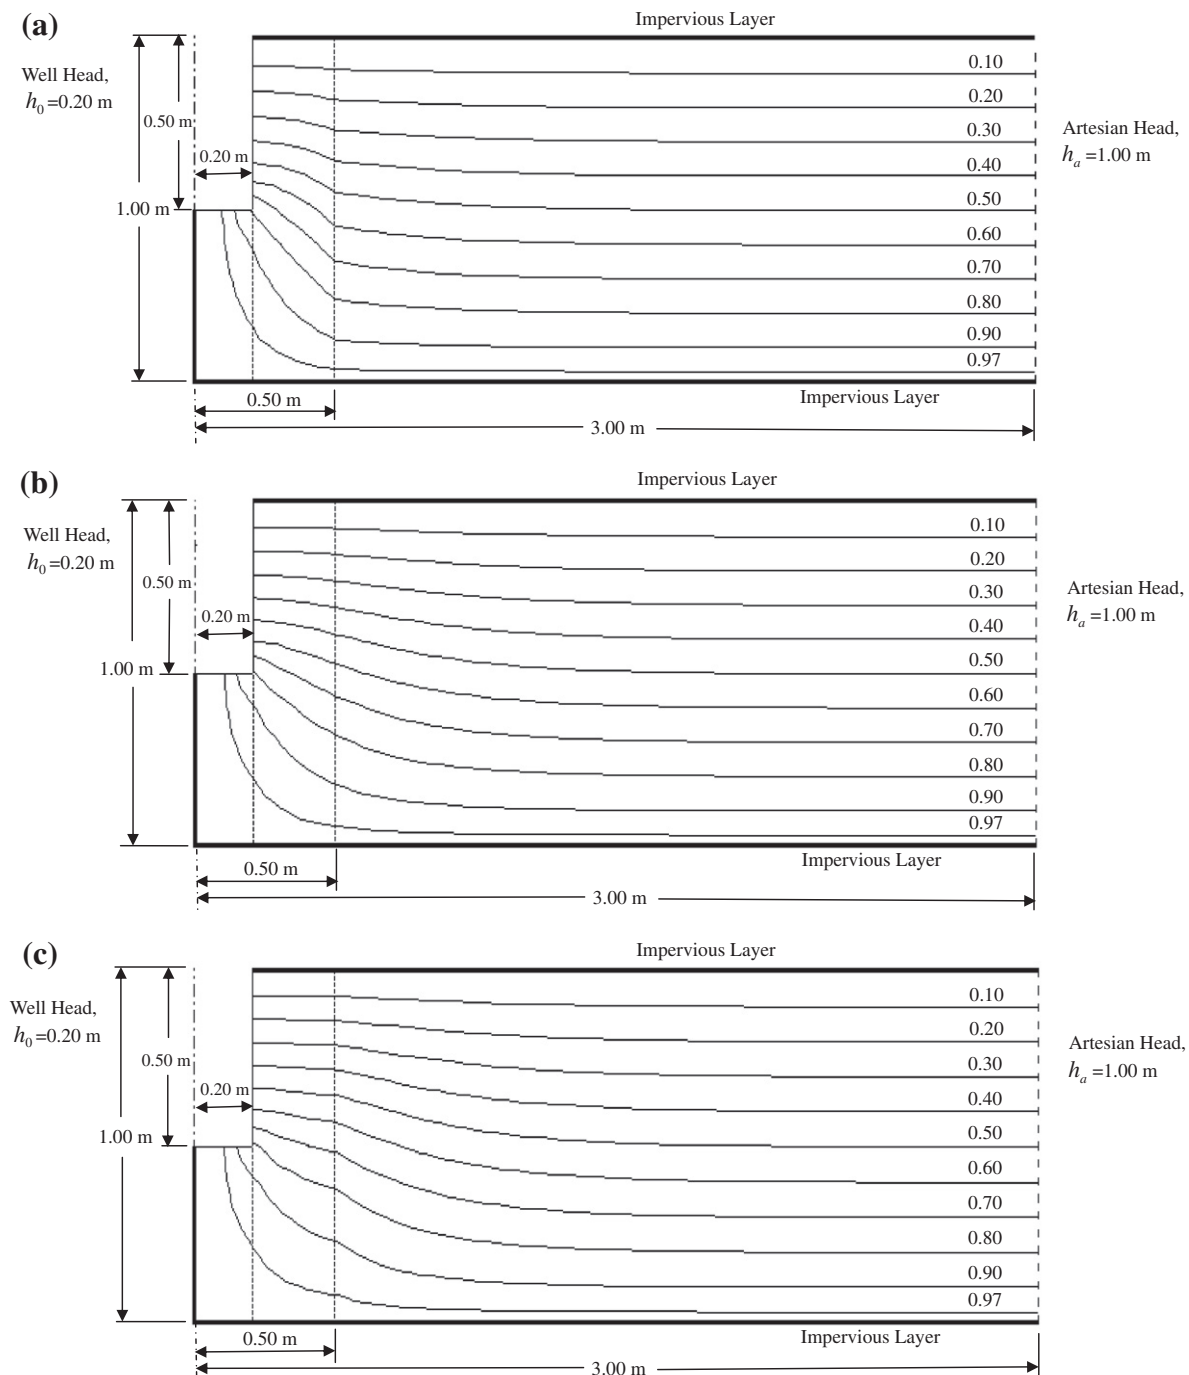 (a)
Impervious Layer
Well Head,
h₀=0.20 m
0.50 m
0.20 m
1.00 m
0.10
0.20
0.30
0.40
0.50
0.60
0.70
0.80
0.90
0.97
Artesian Head,
hₐ=1.00 m
Impervious Layer
0.50 m
3.00 m
(b)
Impervious Layer
Well Head,
h₀=0.20 m
0.50 m
0.20 m
1.00 m
0.10
0.20
0.30
0.40
0.50
0.60
0.70
0.80
0.90
0.97
Artesian Head,
hₐ=1.00 m
Impervious Layer
0.50 m
3.00 m
(c)
Impervious Layer
Well Head,
h₀=0.20 m
0.50 m
0.20 m
1.00 m
0.10
0.20
0.30
0.40
0.50
0.60
0.70
0.80
0.90
0.97
Artesian Head,
hₐ=1.00 m
Impervious Layer
0.50 m
3.00 m